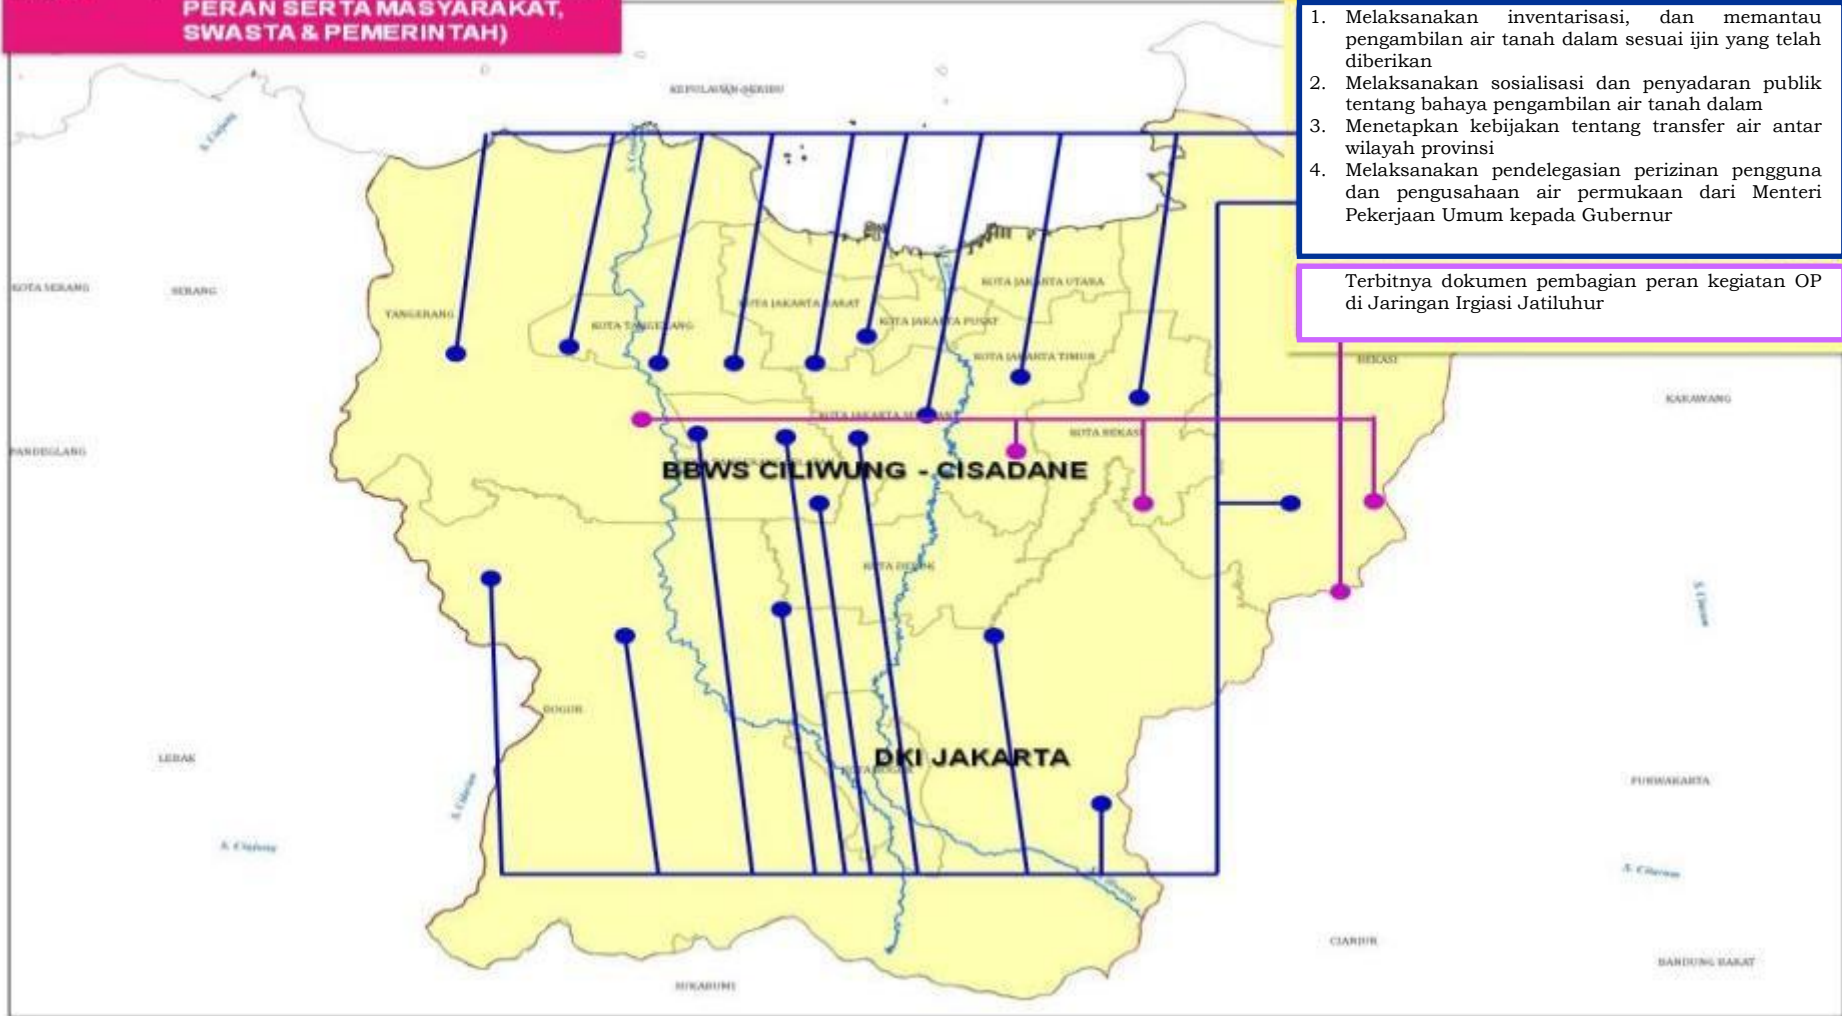 PERAN SERTA MASYARAKAT,
SWASTA & PEMERINTAH)
1. Melaksanakan inventarisasi, dan memantau
pengambilan air tanah dalam sesuai ijin yang telah
diberikan
2. Melaksanakan sosialisasi dan penyadaran publik
tentang bahaya pengambilan air tanah dalam
3. Menetapkan kebijakan tentang transfer air antar
wilayah provinsi
4. Melaksanakan pendelegasian perizinan pengguna
dan pengusahaan air permukaan dari Menteri
Pekerjaan Umum kepada Gubernur
Terbitnya dokumen pembagian peran kegiatan OP
di Jaringan Irgiasi Jatiluhur
KEPULAUAN SERIBU
KOTA SERANG
SERANG
TANGERANG
KOTA TANGERANG
KOTA JAKARTA BARAT
KOTA JAKARTA UTARA
KOTA JAKARTA PUSAT
KOTA JAKARTA TIMUR
BEKASI
KARAWANG
PANDEGLANG
KOTA JAKARTA
KOTA BEKASI
BBWS CILIWUNG - CISADANE
KOTA DEPOK
S. Citarum
BOGOR
LEBAK
DKI JAKARTA
PURWAKARTA
S. Ciujung
S. Citarum
CIANJUR
BANDUNG BARAT
SUKABUMI